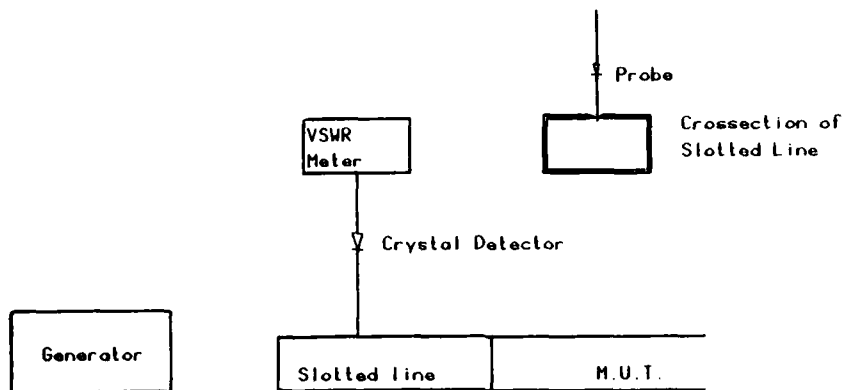 Probe
VSWR
Meter
Crossection of
Slotted Line
Crystal Detector
Generator
Slotted line
M.U.T.